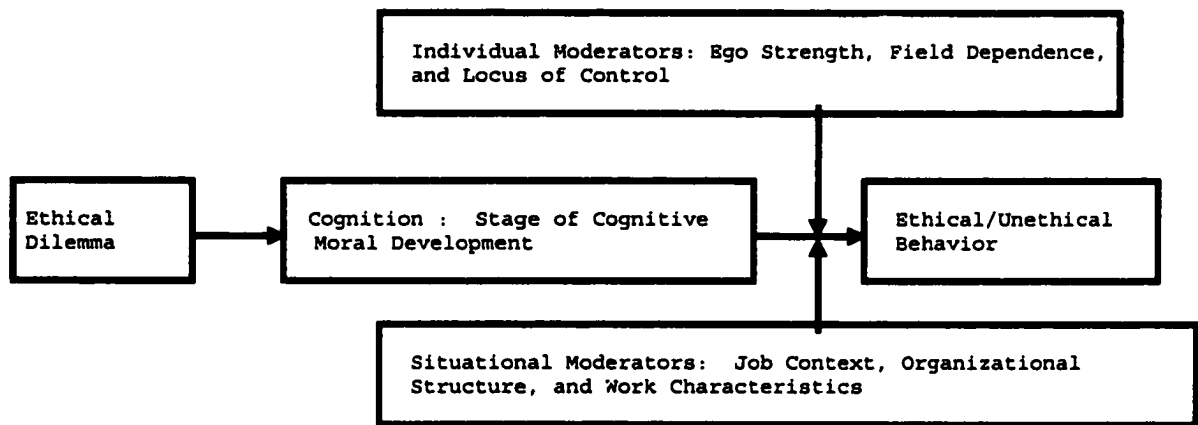 Individual Moderators: Ego Strength, Field Dependence,
and Locus of Control
Ethical
Dilemma
Cognition : Stage of Cognitive
Moral Development
Ethical/Unethical
Behavior
Situational Moderators: Job Context, Organizational
Structure, and Work Characteristics